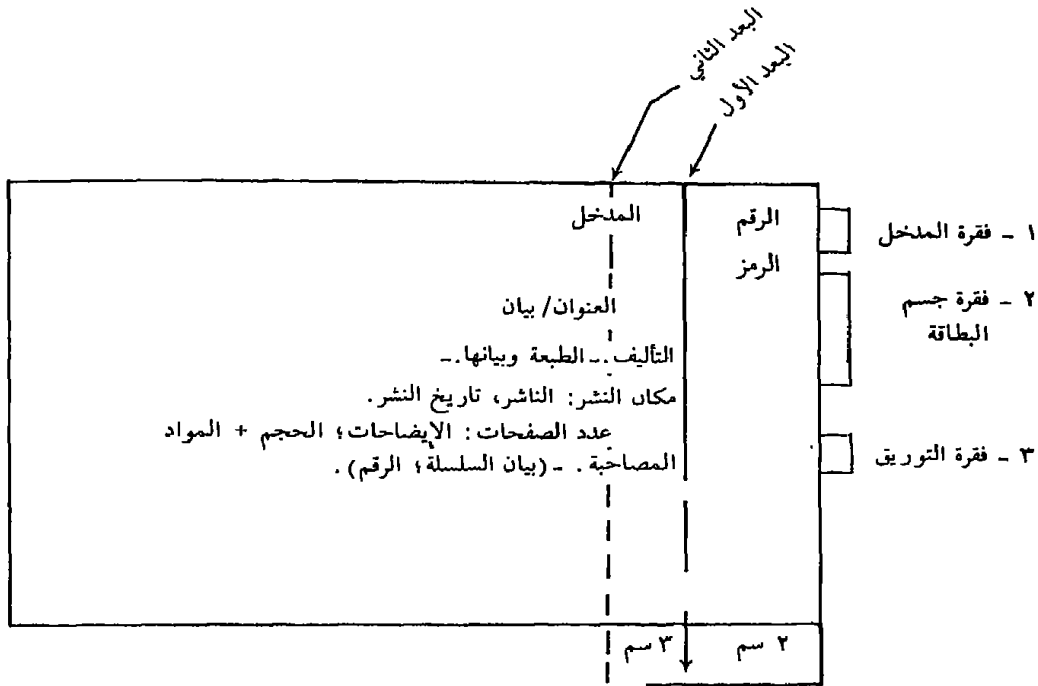 البعد الثاني
البعد الأول
المدخل
الرقم
الرمز
١ - فقرة المدخل
٢ - فقرة جسم
البطاقة
العنوان/ بيان
التأليف. - الطبعة وبيانها. -
مكان النشر: الناشر، تاريخ النشر.
عدد الصفحات: الإيضاحات؛ الحجم + المواد
المصاحبة. - (بيان السلسلة؛ الرقم).
٣ - فقرة التوريق
٢ سم
٣ سم